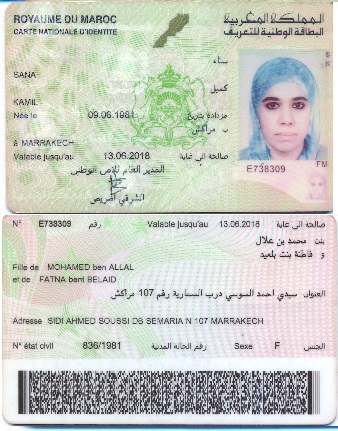 ROYAUME DU MAROC المملكة المغربية
CARTE NATIONALE D'IDENTITE البطاقة الوطنية للتعريف
سناء
SANA
كميل
KAMIL
Née le 09.06.1981 مزدادة بتاريخ
ب مراكش
à MARRAKECH
Valable jusqu'au 13.06.2018 صالحة الى غاية
المدير العام للأمن الوطني
الشرقي اضريص
E738309
N° E738309 رقم Valable jusqu'au 13.06.2018 صالحة الى غاية
بنت محمد بن علال
و فاطنة بنت بلعيد
Fille de MOHAMED ben ALLAL
et de FATNA bent BELAID
العنوان سيدي احمد السوسي درب السمارية رقم 107 مراكش
Adresse SIDI AHMED SOUSSI DB SEMARIA N 107 MARRAKECH
N° état civil 836/1981 رقم الحالة المدنية Sexe F الجنس